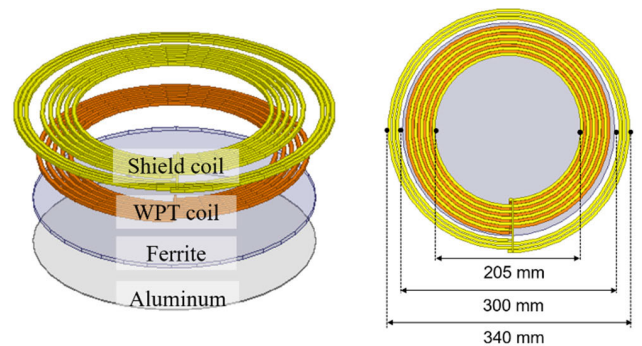 Shield coil
WPT coil
Ferrite
Aluminum
205 mm
300 mm
340 mm